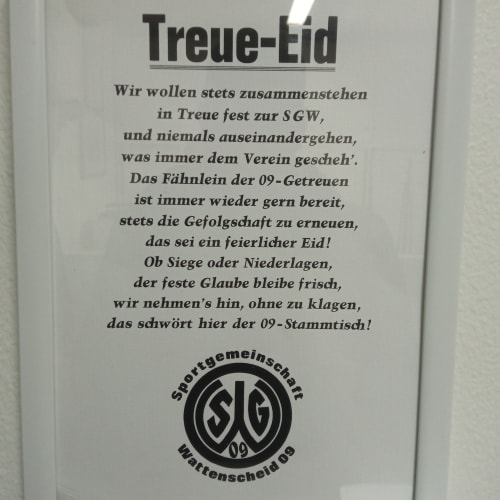 Treue-Eid
Wir wollen stets zusammenstehen
in Treue fest zur SGW,
und niemals auseinandergehen,
was immer dem Verein gescheh'.
Das Fähnlein der 09-Getreuen
ist immer wieder gern bereit,
stets die Gefolgschaft zu erneuen,
das sei ein feierlicher Eid!
Ob Siege oder Niederlagen,
der feste Glaube bleibe frisch,
wir nehmen's hin, ohne zu klagen,
das schwört hier der 09-Stammtisch!
Sportgemeinschaft
SWG
09
Wattenscheid 09